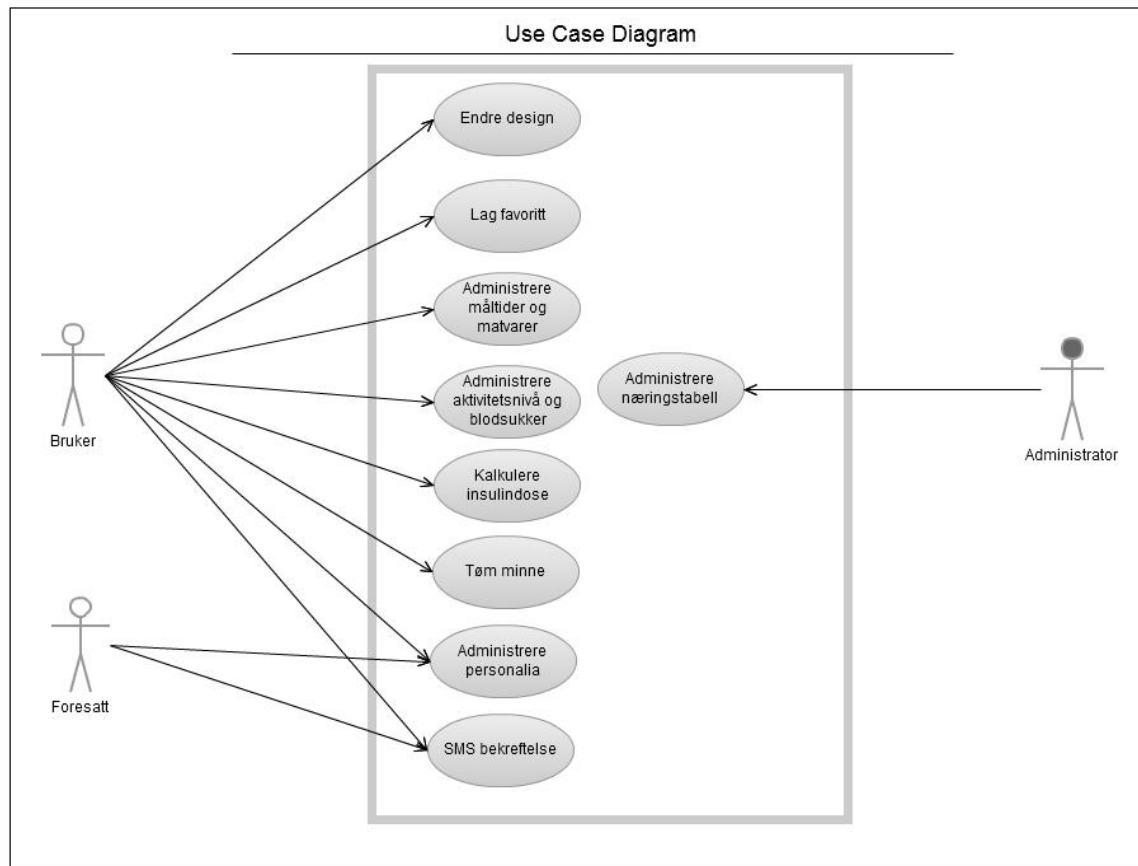 Use Case Diagram
Endre design
Lag favoritt
Administrere
måltider og
matvarer
Administrere
aktivitetsnivå og
blodsukker
Administrere
næringstabell
Bruker
Administrator
Kalkulere
insulindose
Tøm minne
Administrere
personalia
Foresatt
SMS bekreftelse